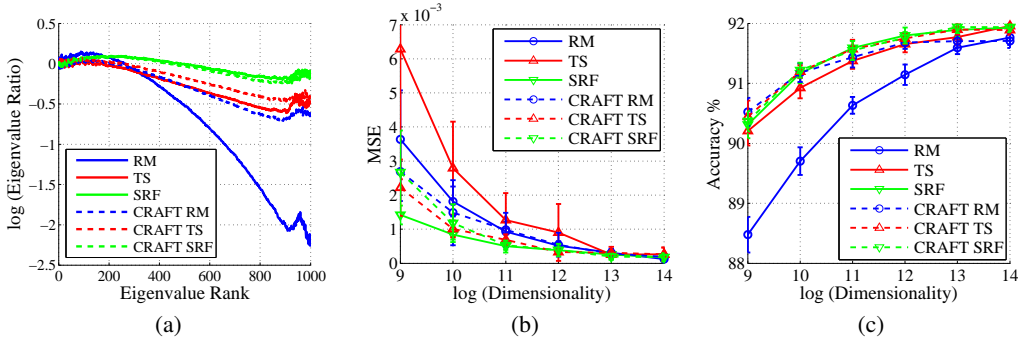 0.5
0
−0.5
−1
−1.5
−2
−2.5
log (Eigenvalue Ratio)
RM
TS
SRF
CRAFT RM
CRAFT TS
CRAFT SRF
0 200 400 600 800 1000
Eigenvalue Rank
(a)
x 10⁻³
7
6
5
4
3
2
1
0
MSE
RM
TS
SRF
CRAFT RM
CRAFT TS
CRAFT SRF
9 10 11 12 13 14
log (Dimensionality)
(b)
92
91
90
89
88
Accuracy %
RM
TS
SRF
CRAFT RM
CRAFT TS
CRAFT SRF
9 10 11 12 13 14
log (Dimensionality)
(c)